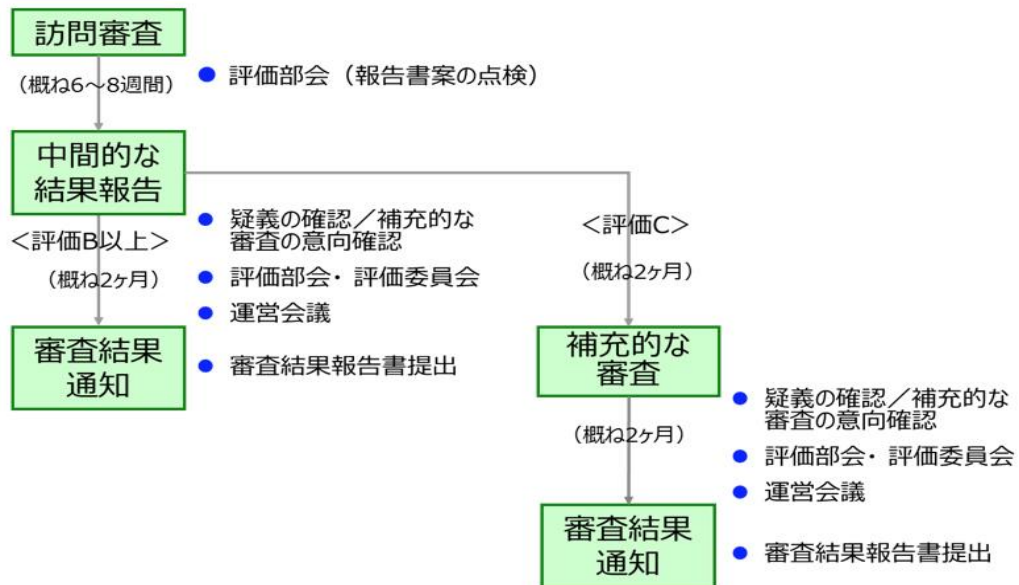 訪問審査
(概ね6～8週間)
● 評価部会（報告書案の点検）
中間的な
結果報告
＜評価B以上＞
(概ね2ヶ月)
● 疑義の確認／補充的な
審査の意向確認
● 評価部会・評価委員会
● 運営会議
審査結果
通知
● 審査結果報告書提出
＜評価C＞
(概ね2ヶ月)
補充的な
審査
(概ね2ヶ月)
● 疑義の確認／補充的な
審査の意向確認
● 評価部会・評価委員会
● 運営会議
審査結果
通知
● 審査結果報告書提出